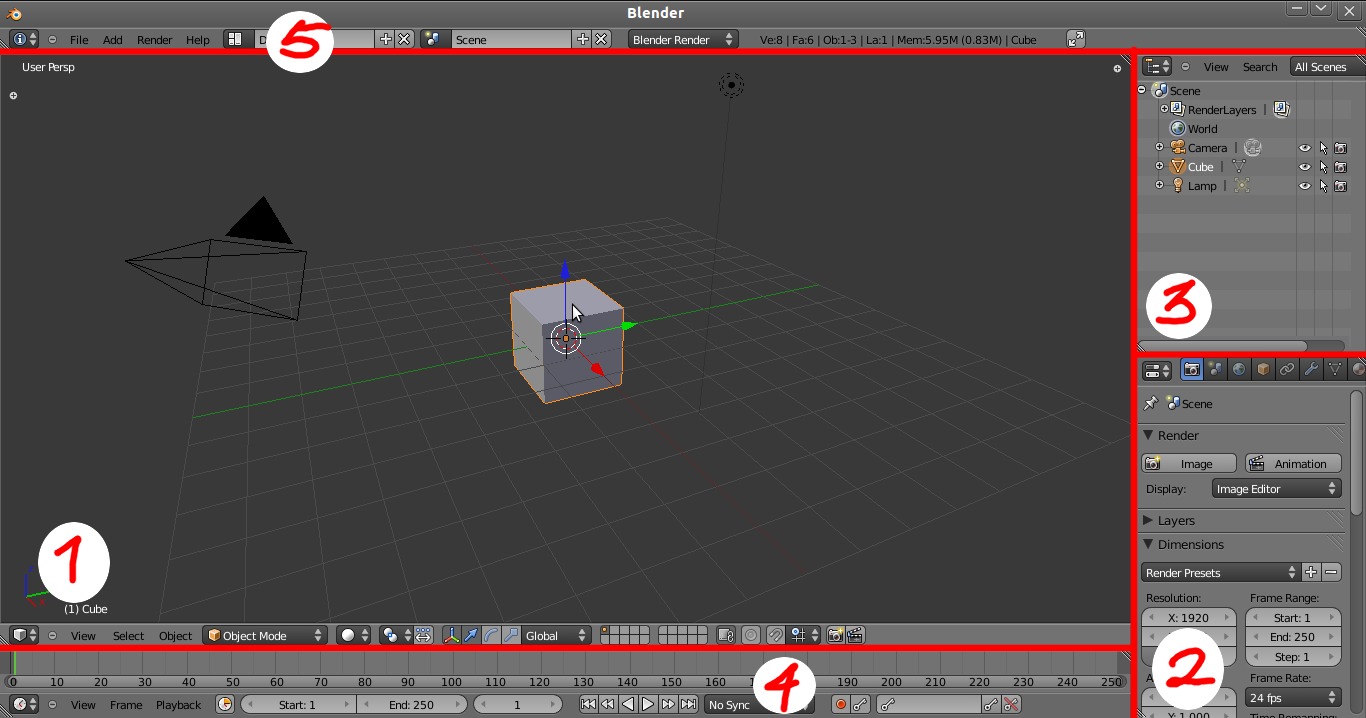 Blender
File Add Render Help 5 Scene Blender Render Ve:8 | Fa:6 | Ob:1-3 | La:1 | Mem:5.95M (0.83M) | Cube
User Persp
View Search All Scenes
Scene
RenderLayers |
World
Camera |
Cube |
Lamp |
3
Scene
Render
Image Animation
Display: Image Editor
Layers
Dimensions
Render Presets
Resolution: Frame Range:
X: 1920 Start: 1
End: 250
Step: 1
2
Frame Rate:
24 fps
Y: 1.000 Time Remapping
1
(1) Cube
View Select Object Object Mode Global
0 10 20 30 40 50 60 70 80 90 100 110 120 130 140 150 160 190 200 210 220 230 240 250
4
View Frame Playback Start: 1 End: 250 1 No Sync